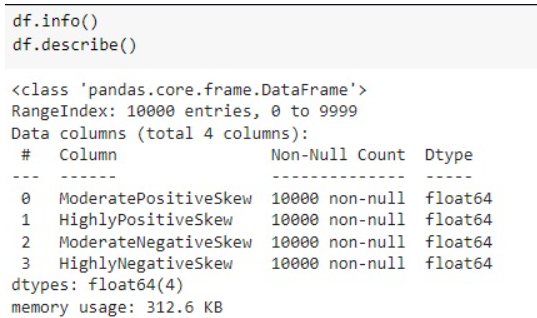 df.info()
df.describe()
<class 'pandas.core.frame.DataFrame'>
RangeIndex: 10000 entries, 0 to 9999
Data columns (total 4 columns):
 #   Column               Non-Null Count  Dtype
---  ------               --------------  -----
 0   ModeratePositiveSkew  10000 non-null  float64
 1   HighlyPositiveSkew    10000 non-null  float64
 2   ModerateNegativeSkew  10000 non-null  float64
 3   HighlyNegativeSkew    10000 non-null  float64
dtypes: float64(4)
memory usage: 312.6 KB